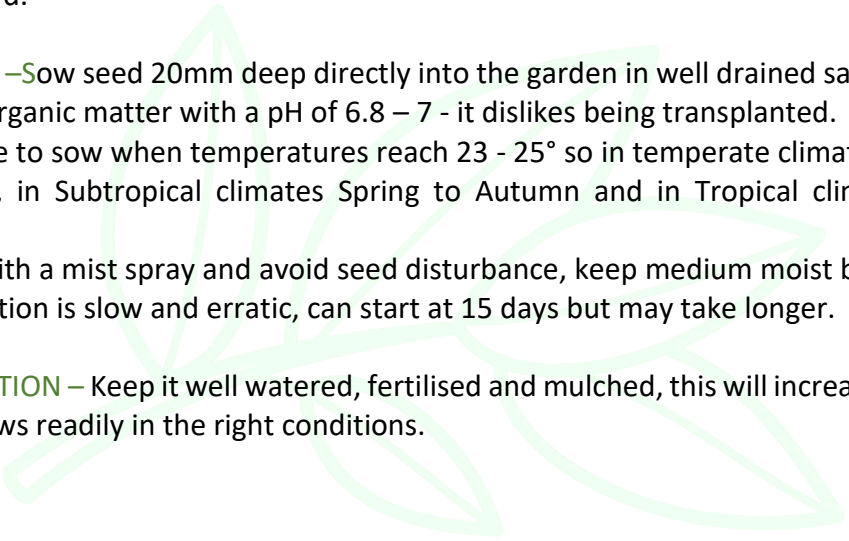 –Sow seed 20mm deep directly into the garden in well drained sa
rganic matter with a pH of 6.8 – 7 - it dislikes being transplanted.
e to sow when temperatures reach 23 - 25° so in temperate climat
, in Subtropical climates Spring to Autumn and in Tropical clin
ith a mist spray and avoid seed disturbance, keep medium moist b
tion is slow and erratic, can start at 15 days but may take longer.
TION – Keep it well watered, fertilised and mulched, this will increa
ws readily in the right conditions.